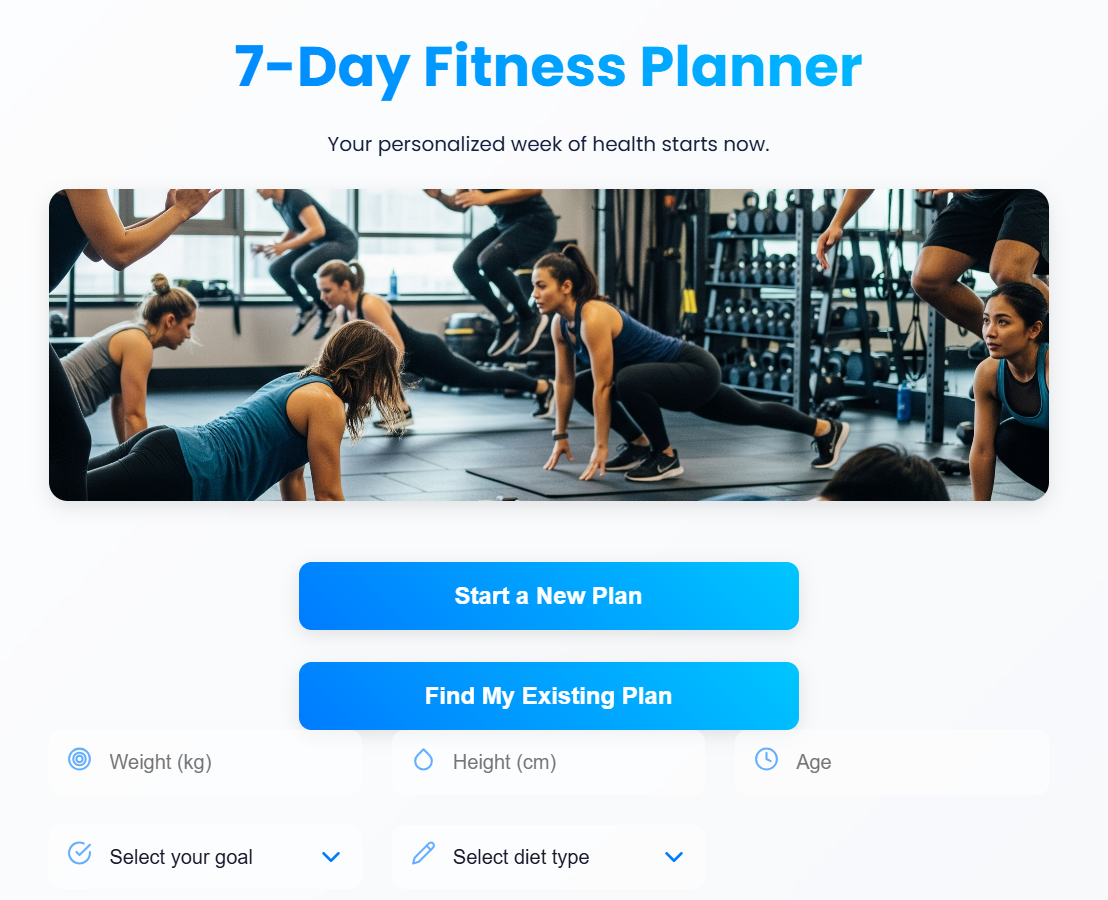 7-Day Fitness Planner
Your personalized week of health starts now.
Start a New Plan
Find My Existing Plan
Weight (kg)
Height (cm)
Age
Select your goal
Select diet type